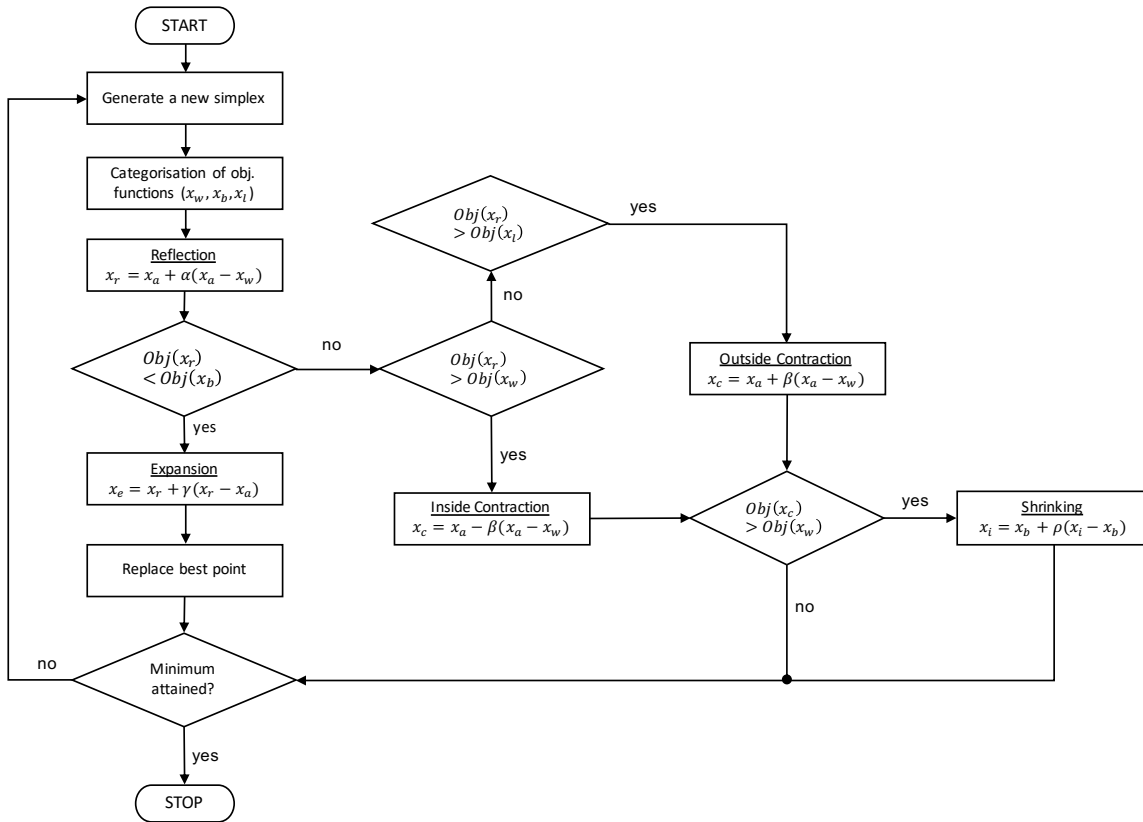 START
Generate a new simplex
Categorisation of obj.
functions (x_w, x_b, x_l)
Reflection
x_r = x_a + α(x_a − x_w)
Obj(x_r)
< Obj(x_b)
no
yes
Expansion
x_e = x_r + γ(x_r − x_a)
Replace best point
Minimum
attained?
no
yes
STOP
Obj(x_r)
> Obj(x_l)
yes
no
Obj(x_r)
> Obj(x_w)
yes
Inside Contraction
x_c = x_a − β(x_a − x_w)
Outside Contraction
x_c = x_a + β(x_a − x_w)
Obj(x_c)
> Obj(x_w)
yes
no
Shrinking
x_i = x_b + ρ(x_i − x_b)